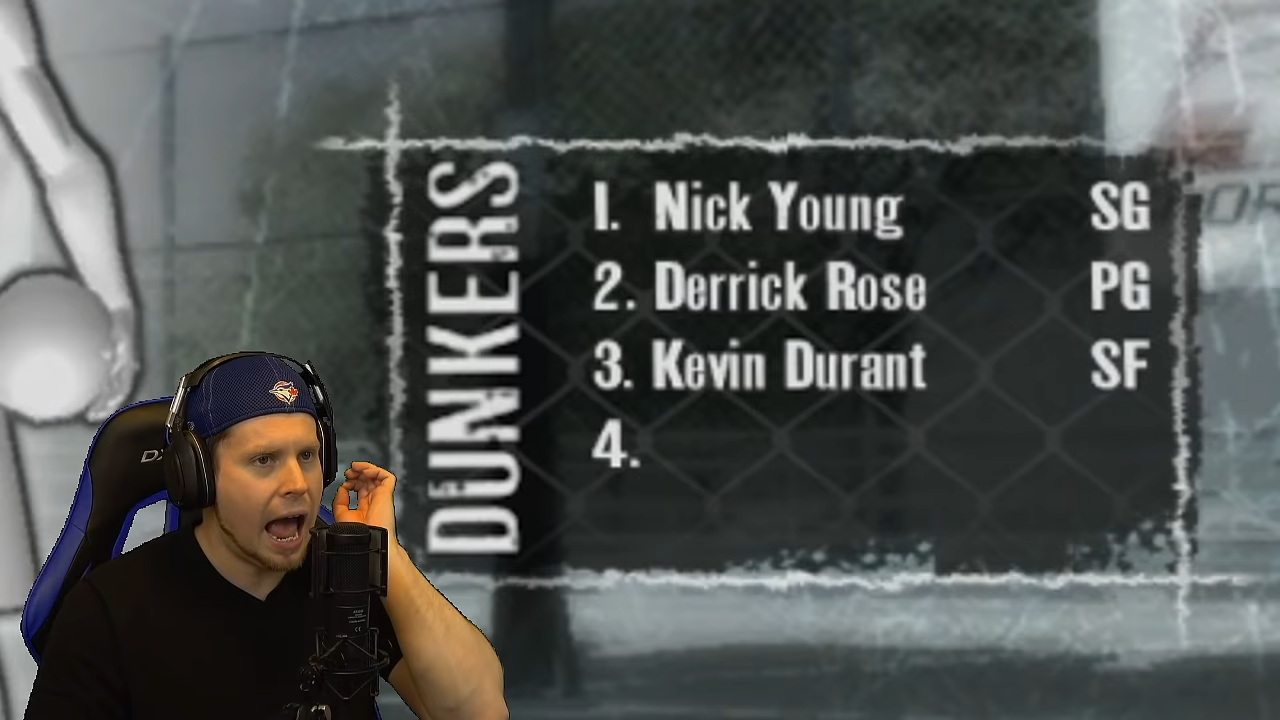 DUNKERS
1. Nick Young SG
2. Derrick Rose PG
3. Kevin Durant SF
4.